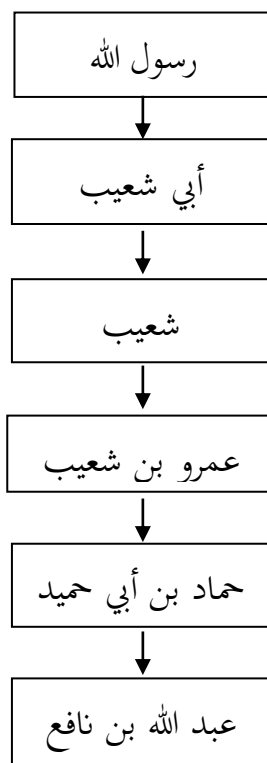 رسول الله
أبي شعيب
شعيب
عمرو بن شعيب
حماد بن أبي حميد
عبد الله بن نافع